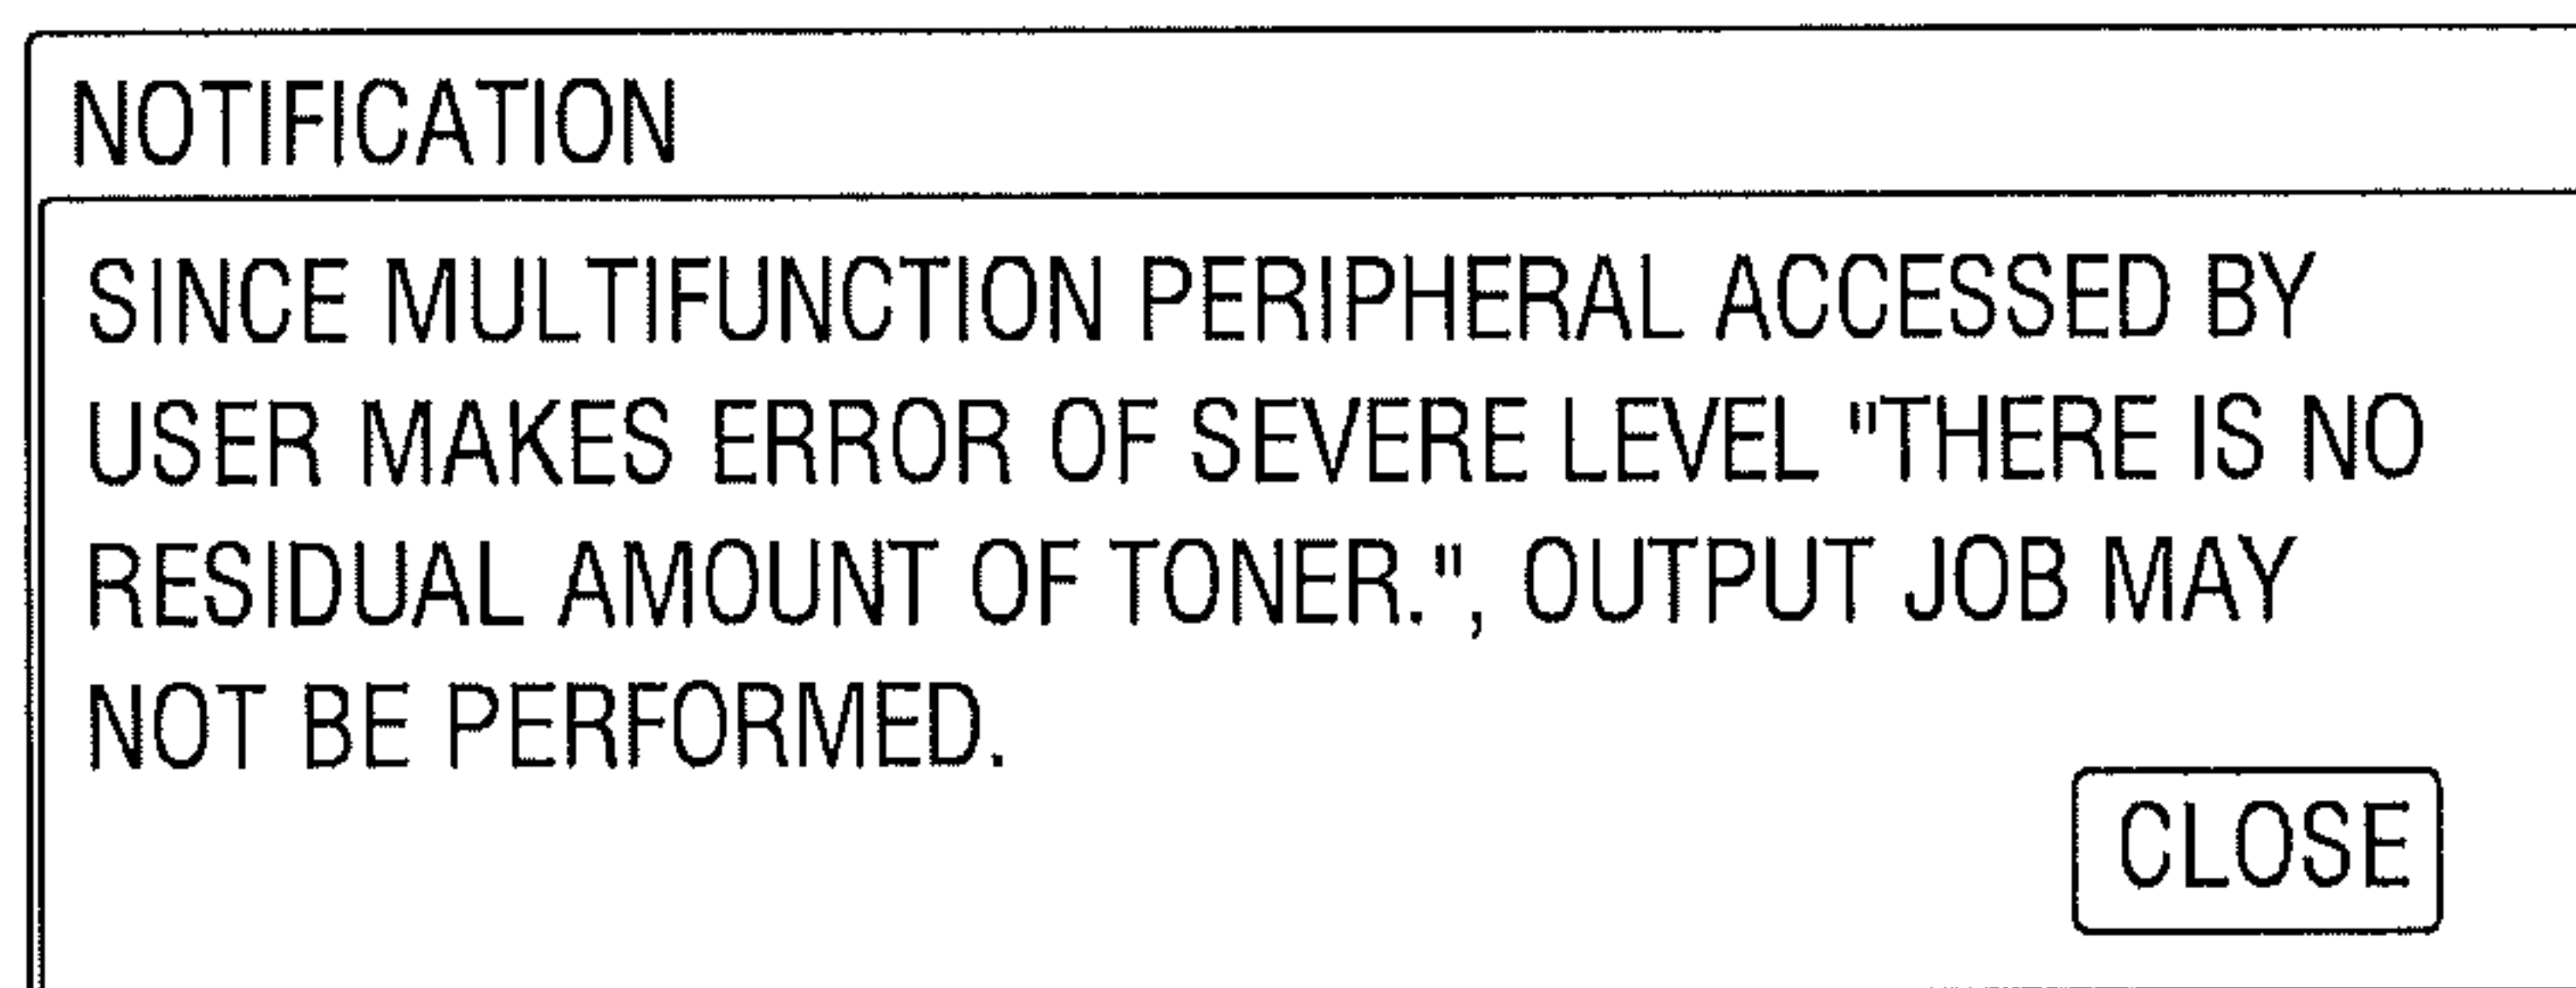 NOTIFICATION
SINCE MULTIFUNCTION PERIPHERAL ACCESSED BY
USER MAKES ERROR OF SEVERE LEVEL "THERE IS NO
RESIDUAL AMOUNT OF TONER.", OUTPUT JOB MAY
NOT BE PERFORMED.
CLOSE